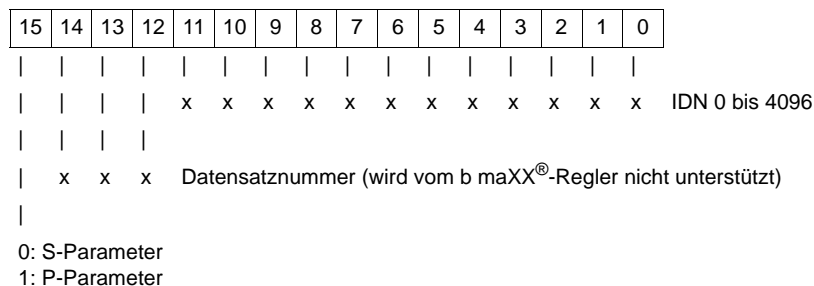 15 14 13 12 11 10 9 8 7 6 5 4 3 2 1 0
| | | | | | | | | | | | | | | |
| | | | x x x x x x x x x x x x IDN 0 bis 4096
| | | |
| x x x Datensatznummer (wird vom b maXX®-Regler nicht unterstützt)
|
0: S-Parameter
1: P-Parameter